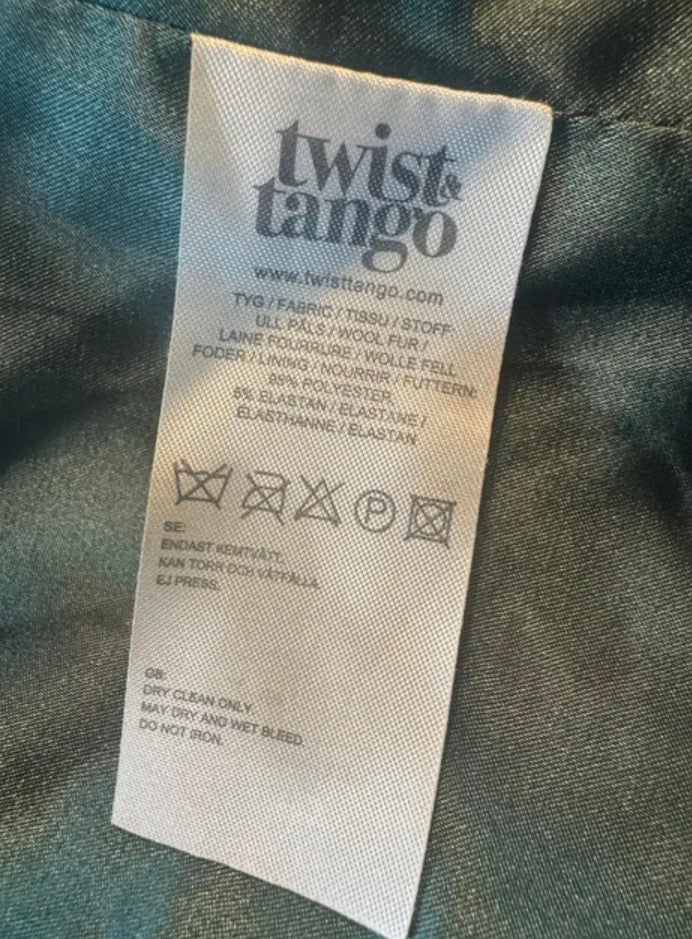 twist &
tango
www.twisttango.com
TYG / FABRIC / TISSU / STOFF:
ULL PÄLS / WOOL FUR /
LAINE FOURRURE / WOLLE FELL
FODER / LINING / NOURRIR / FUTTERN:
95% POLYESTER
5% ELASTAN / ELASTANE /
ELASTHANNE / ELASTAN
P
SE:
ENDAST KEMTVÄTT.
KAN TORR OCH VÅTFÄLLA.
EJ PRESS.
GB:
DRY CLEAN ONLY.
MAY DRY AND WET BLEED.
DO NOT IRON.